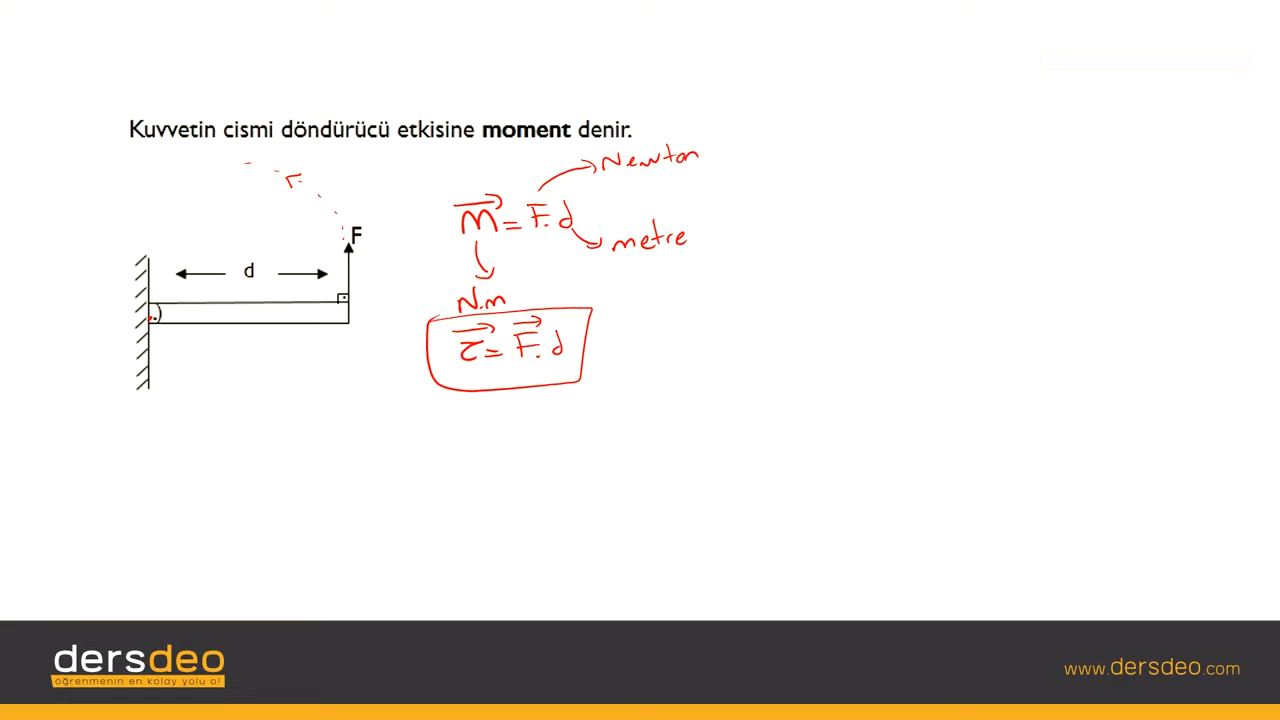 Kuvvetin cismi döndürücü etkisine moment denir.
Newton
m = F.d
metre
F
d
N.m
τ = F.d
dersdeo
öğrenmenin en kolay yolu o!
www.dersdeo.com